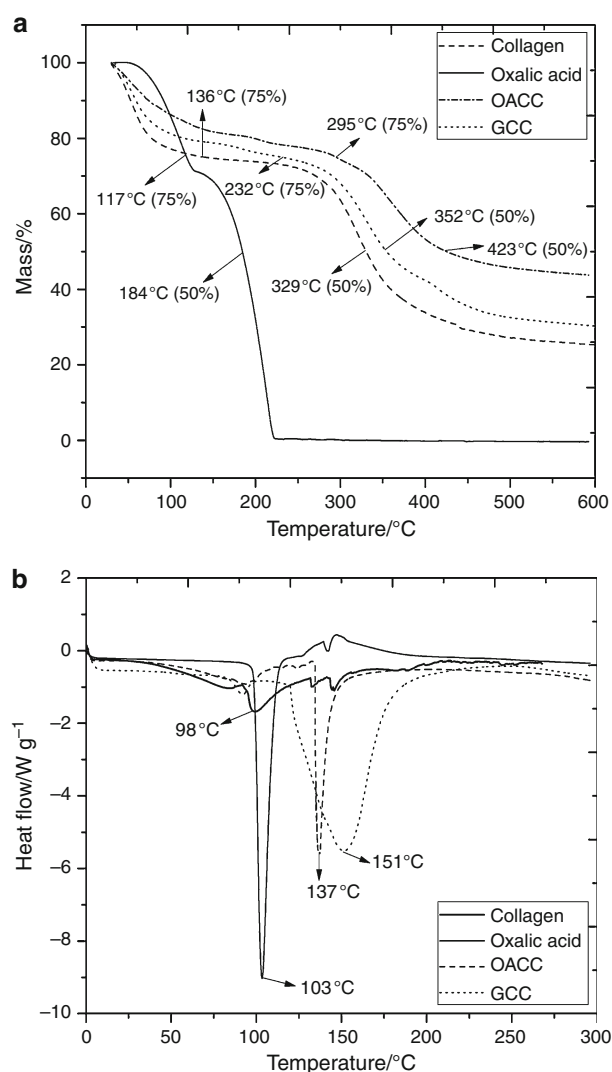 a
100
80
60
40
20
0
Mass/%
Collagen
Oxalic acid
OACC
GCC
136°C (75%)
295°C (75%)
117°C (75%)
232°C (75%)
352°C (50%)
423°C (50%)
184°C (50%)
329°C (50%)
0 100 200 300 400 500 600
Temperature/°C
b
2
0
−2
−4
−6
−8
−10
Heat flow/W g⁻¹
98°C
151°C
137°C
103°C
Collagen
Oxalic acid
OACC
GCC
0 50 100 150 200 250 300
Temperature/°C